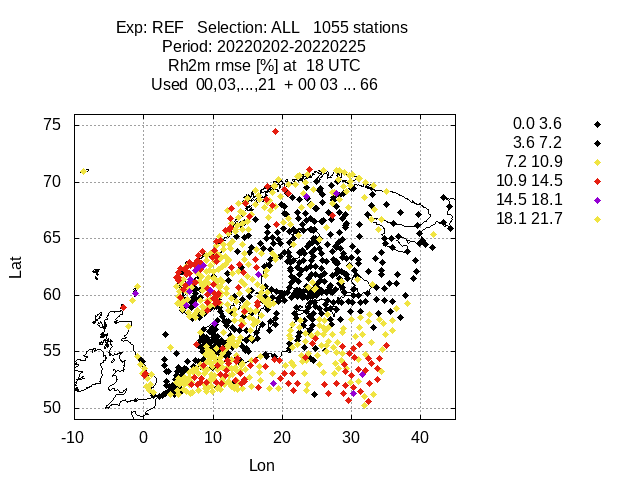 Exp: REF   Selection: ALL   1055 stations
Period: 20220202-20220225
Rh2m rmse [%] at  18 UTC
Used  00,03,...,21  + 00 03 ... 66
0.0 3.6
3.6 7.2
7.2 10.9
10.9 14.5
14.5 18.1
18.1 21.7
75
70
65
60
55
50
Lat
-10 0 10 20 30 40
Lon